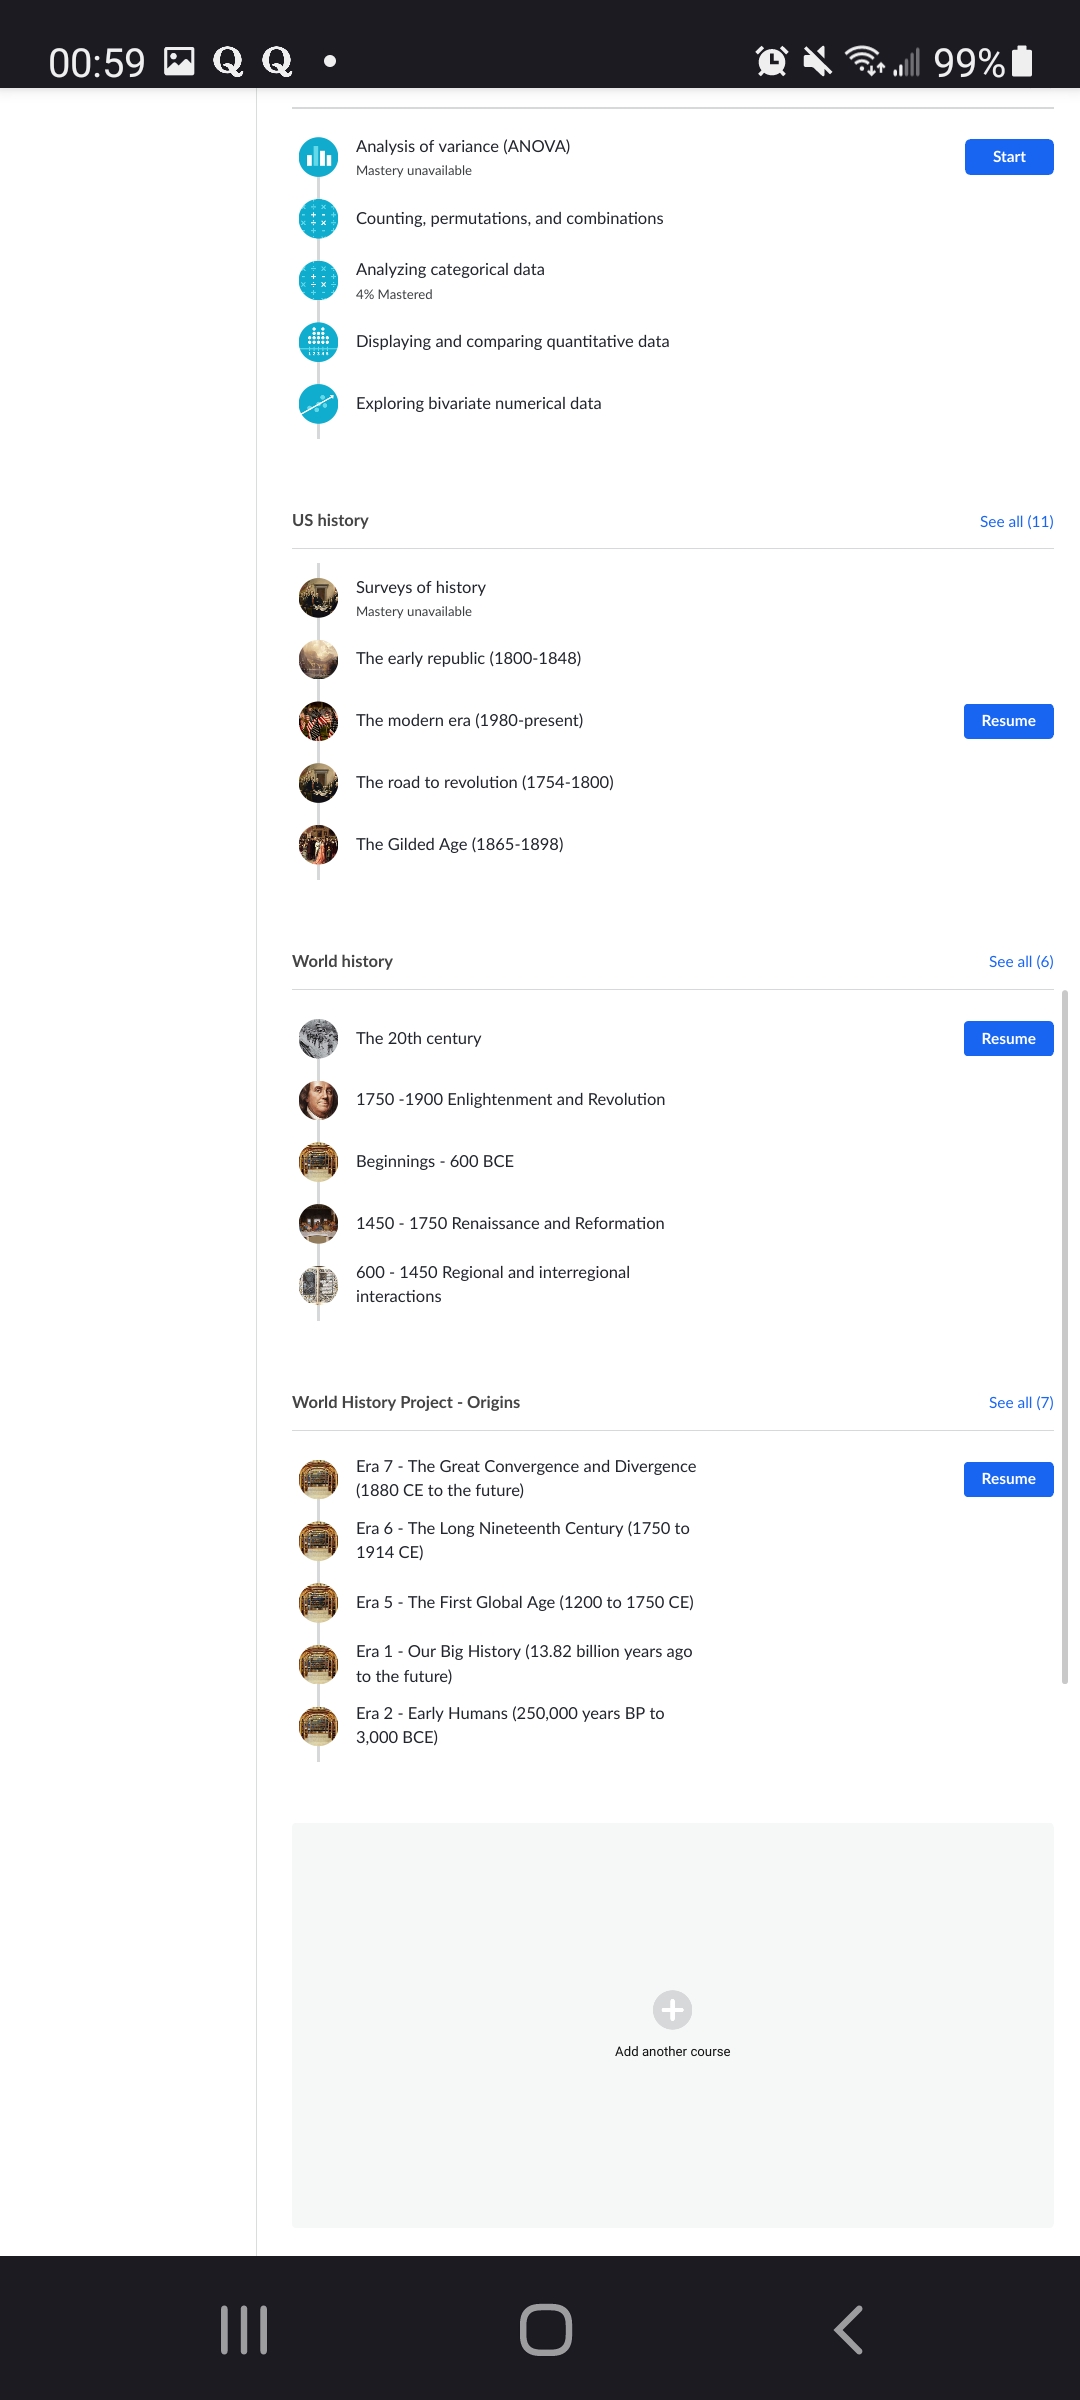 00:59
99%
Analysis of variance (ANOVA)
Mastery unavailable
Start
Counting, permutations, and combinations
Analyzing categorical data
4% Mastered
Displaying and comparing quantitative data
Exploring bivariate numerical data
US history
See all (11)
Surveys of history
Mastery unavailable
The early republic (1800-1848)
The modern era (1980-present)
Resume
The road to revolution (1754-1800)
The Gilded Age (1865-1898)
World history
See all (6)
The 20th century
Resume
1750 -1900 Enlightenment and Revolution
Beginnings - 600 BCE
1450 - 1750 Renaissance and Reformation
600 - 1450 Regional and interregional
interactions
World History Project - Origins
See all (7)
Era 7 - The Great Convergence and Divergence
(1880 CE to the future)
Resume
Era 6 - The Long Nineteenth Century (1750 to
1914 CE)
Era 5 - The First Global Age (1200 to 1750 CE)
Era 1 - Our Big History (13.82 billion years ago
to the future)
Era 2 - Early Humans (250,000 years BP to
3,000 BCE)
Add another course